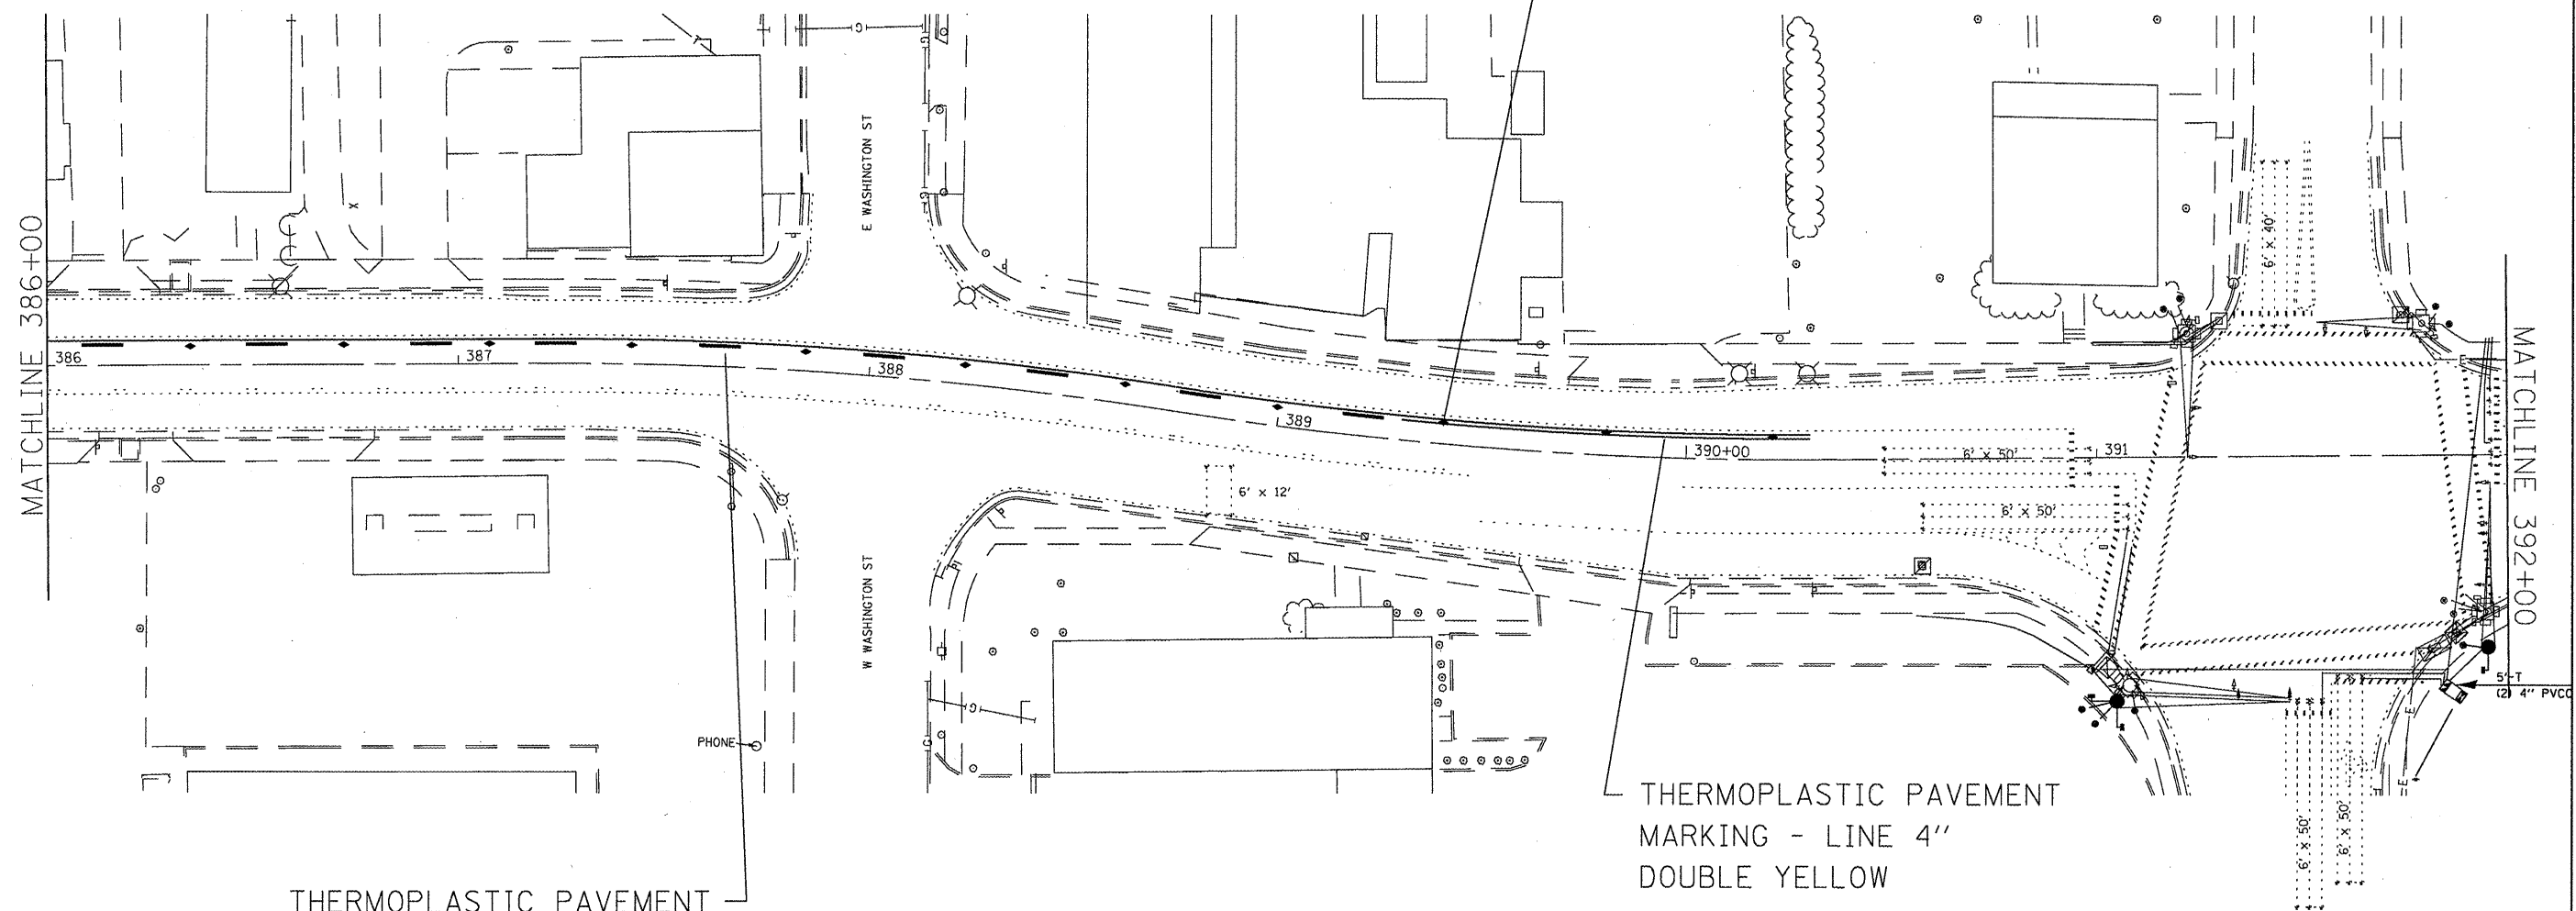 MATCHLINE 386+00
E WASHINGTON ST
G
G
G
X
386
387
388
389
390+00
391
6' x 12'
6' X 50'
6' X 50'
6' X 40'
MATCHLINE 392+00
E
W WASHINGTON ST
G
G
PHONE
5'-T
(2) 4" PVCC
E
E
6' X 50'
6' X 50'
THERMOPLASTIC PAVEMENT
MARKING - LINE 4"
DOUBLE YELLOW
THERMOPLASTIC PAVEMENT